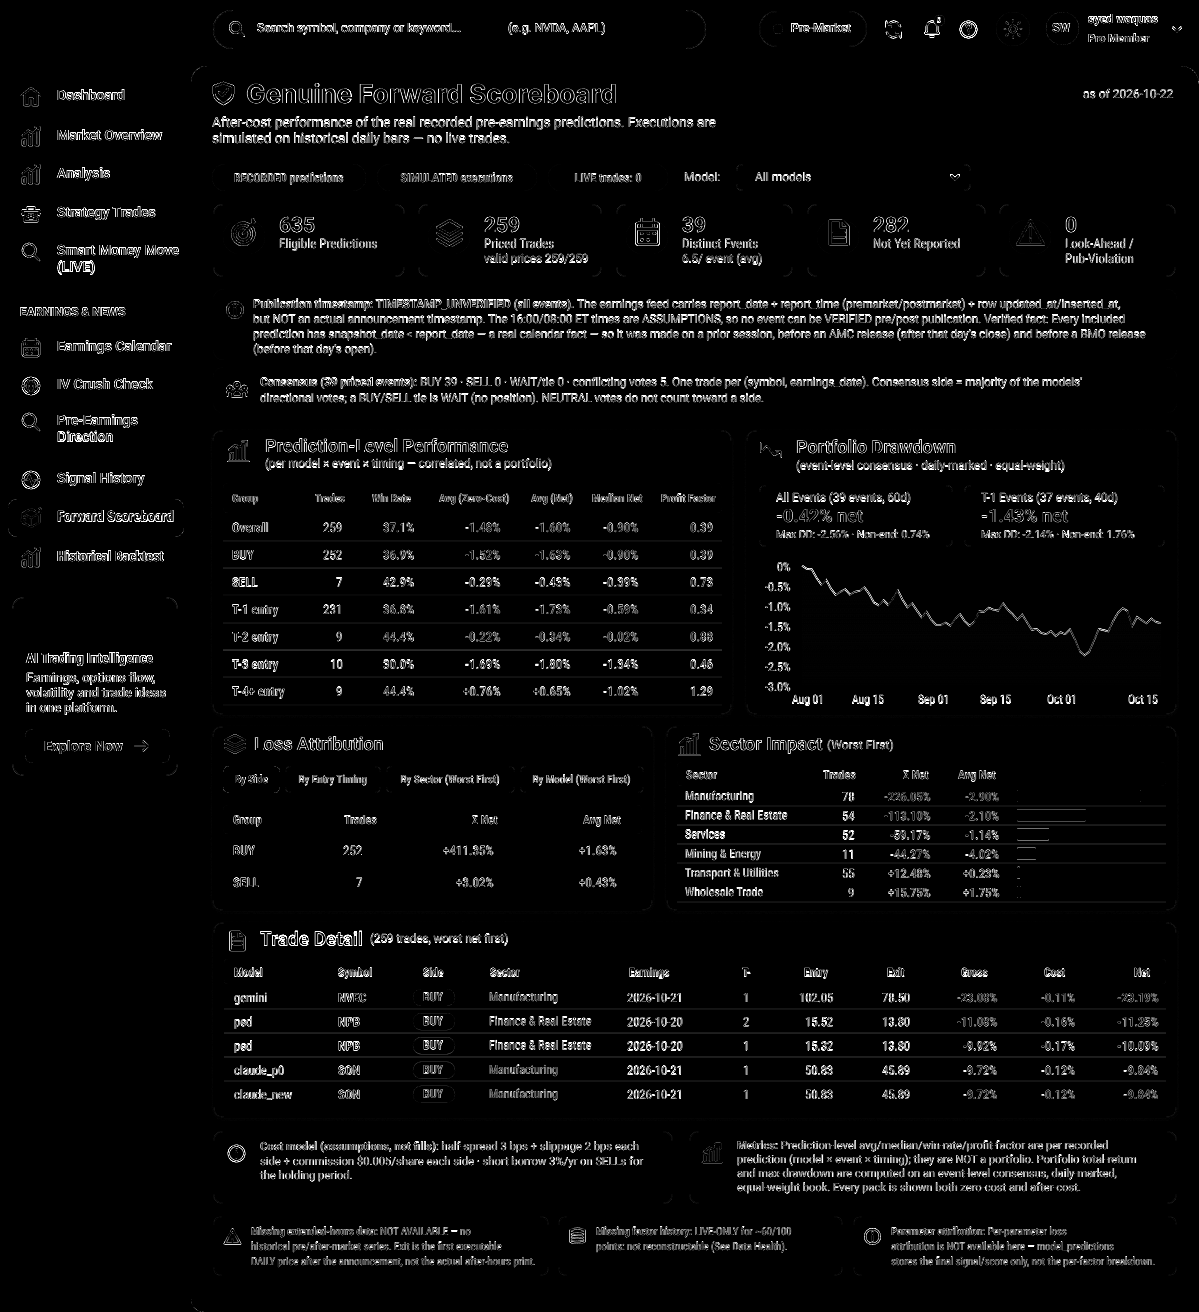 Search symbol, company or keyword... (e.g. NVDA, AAPL)
Pre-Market
SW
syed waquas
Pro Member
Dashboard
Market Overview
Analysis
Strategy Trades
Smart Money Move
(LIVE)
EARNINGS & NEWS
Earnings Calendar
IV Crush Check
Pre-Earnings
Direction
Signal History
Forward Scoreboard
Historical Backtest
AI Trading Intelligence
Earnings, options flow,
volatility and trade ideas
in one platform.
Explore Now →
Genuine Forward Scoreboard
as of 2026-10-22
After-cost performance of the real recorded pre-earnings predictions. Executions are
simulated on historical daily bars — no live trades.
RECORDED predictions SIMULATED executions LIVE trades: 0 Model: All models
635
Eligible Predictions
259
Priced Trades
valid prices 259/259
39
Distinct Events
6.6/ event (avg)
282
Not Yet Reported
0
Look-Ahead /
Pub-Violation
Publication timestamp: TIMESTAMP_UNVERIFIED (all events). The earnings feed carries report_date + report_time (premarket/postmarket) + row updated_at/inserted_at,
but NOT an actual announcement timestamp. The 16:00/08:00 ET times are ASSUMPTIONS, so no event can be VERIFIED pre/post publication. Verified fact: Every included
prediction has snapshot_date < report_date — a real calendar fact — so it was made on a prior session, before an AMC release (after that day's close) and before a BMO release
(before that day's open).
Consensus (39 priced events): BUY 39 · SELL 0 · WAIT/tie 0 · conflicting votes 5. One trade per (symbol, earnings_date). Consensus side = majority of the models'
directional votes; a BUY/SELL tie is WAIT (no position). NEUTRAL votes do not count toward a side.
Prediction-Level Performance
(per model × event × timing — correlated, not a portfolio)
Group Trades Win Rate Avg (Zero-Cost) Avg (Net) Median Net Profit Factor
Overall 259 37.1% -1.48% -1.60% -0.90% 0.39
BUY 252 36.9% -1.52% -1.63% -0.90% 0.39
SELL 7 42.9% -0.29% -0.43% -0.39% 0.73
T-1 entry 231 36.8% -1.61% -1.73% -0.59% 0.34
T-2 entry 9 44.4% -0.22% -0.34% -0.02% 0.88
T-3 entry 10 30.0% -1.69% -1.80% -1.34% 0.46
T-4+ entry 9 44.4% +0.76% +0.65% -1.02% 1.29
Portfolio Drawdown
(event-level consensus · daily-marked · equal-weight)
All Events (39 events, 60d)
-0.42% net
Max DD: -2.56% · Non-end: 0.74%
T-1 Events (37 events, 40d)
-1.43% net
Max DD: -2.14% · Non-end: 1.76%
0%
-0.5%
-1.0%
-1.5%
-2.0%
-2.5%
-3.0%
Aug 01 Aug 15 Sep 01 Sep 15 Oct 01 Oct 15
Loss Attribution
By Side By Entry Timing By Sector (Worst First) By Model (Worst First)
Group Trades Σ Net Avg Net
BUY 252 +411.35% +1.63%
SELL 7 +3.02% +0.43%
Sector Impact (Worst First)
Sector Trades Σ Net Avg Net
Manufacturing 78 -226.05% -2.90%
Finance & Real Estate 54 -113.10% -2.10%
Services 52 -59.17% -1.14%
Mining & Energy 11 -44.27% -4.02%
Transport & Utilities 55 +12.48% +0.23%
Wholesale Trade 9 +15.75% +1.75%
Trade Detail (259 trades, worst net first)
Model Symbol Side Sector Earnings T- Entry Exit Gross Cost Net
gemini NVEC BUY Manufacturing 2026-10-21 1 102.05 78.50 -23.08% -0.11% -23.19%
psd NPB BUY Finance & Real Estate 2026-10-20 2 15.52 13.80 -11.08% -0.16% -11.25%
psd NPB BUY Finance & Real Estate 2026-10-20 1 15.32 13.80 -9.92% -0.17% -10.09%
claude_p0 SON BUY Manufacturing 2026-10-21 1 50.83 45.89 -9.72% -0.12% -9.84%
claude_new SON BUY Manufacturing 2026-10-21 1 50.83 45.89 -9.72% -0.12% -9.84%
Cost model (assumptions, not fills): half-spread 3 bps + slippage 2 bps each
side + commission $0.005/share each side · short borrow 3%/yr on SELLs for
the holding period.
Metrics: Prediction-level avg/median/win-rate/profit-factor are per recorded
prediction (model × event × timing); they are NOT a portfolio. Portfolio total return
and max drawdown are computed on an event-level consensus, daily-marked,
equal-weight book. Every pack is shown both zero-cost and after-cost.
Missing extended-hours data: NOT AVAILABLE — no
historical pre/after-market series. Exit is the first executable
DAILY price after the announcement, not the actual after-hours print.
Missing factor history: LIVE-ONLY for ~60/100
points: not reconstructable (See Data Health).
Parameter attribution: Per-parameter loss
attribution is NOT available here — model_predictions
stores the final signal/score only, not the per-factor breakdown.